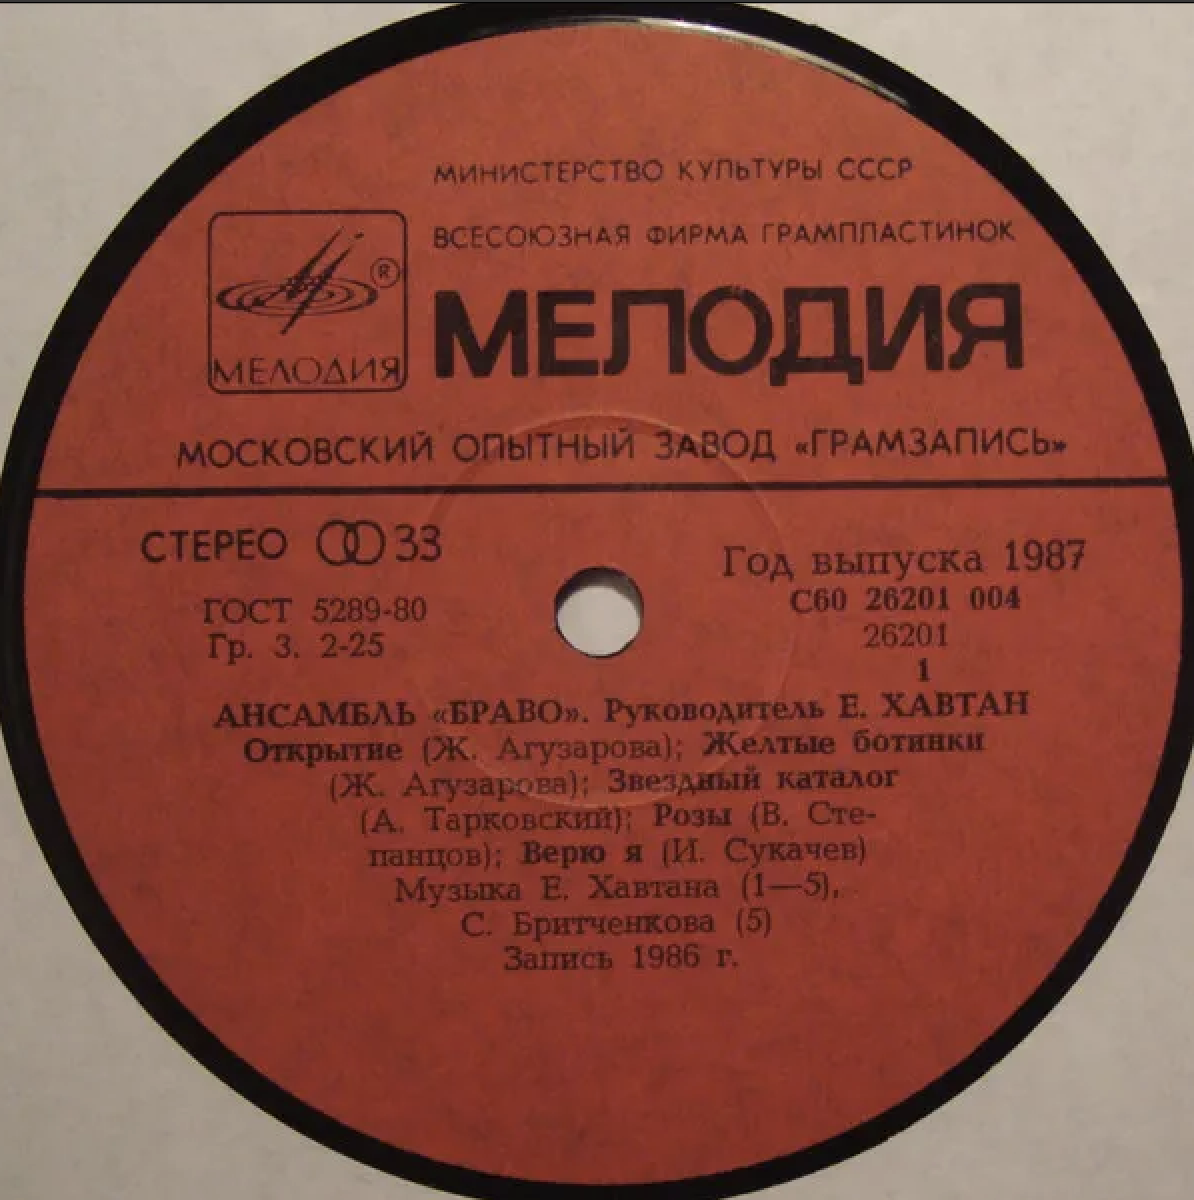 МИНИСТЕРСТВО КУЛЬТУРЫ СССР
ВСЕСОЮЗНАЯ ФИРМА ГРАМПЛАСТИНОК
®
МЕЛОДИЯ
МЕЛОДИЯ
МОСКОВСКИЙ ОПЫТНЫЙ ЗАВОД «ГРАМЗАПИСЬ»
СТЕРЕО 33
ГОСТ 5289-80
Гр. 3. 2-25
Год выпуска 1987
С60 26201 004
26201
1
АНСАМБЛЬ «БРАВО». Руководитель Е. ХАВТАН
Открытие (Ж. Агузарова); Желтые ботинки
(Ж. Агузарова); Звездный каталог
(А. Тарковский); Розы (В. Сте-
панцов); Верю я (И. Сукачев)
Музыка Е. Хавтана (1—5),
С. Бритченкова (5)
Запись 1986 г.